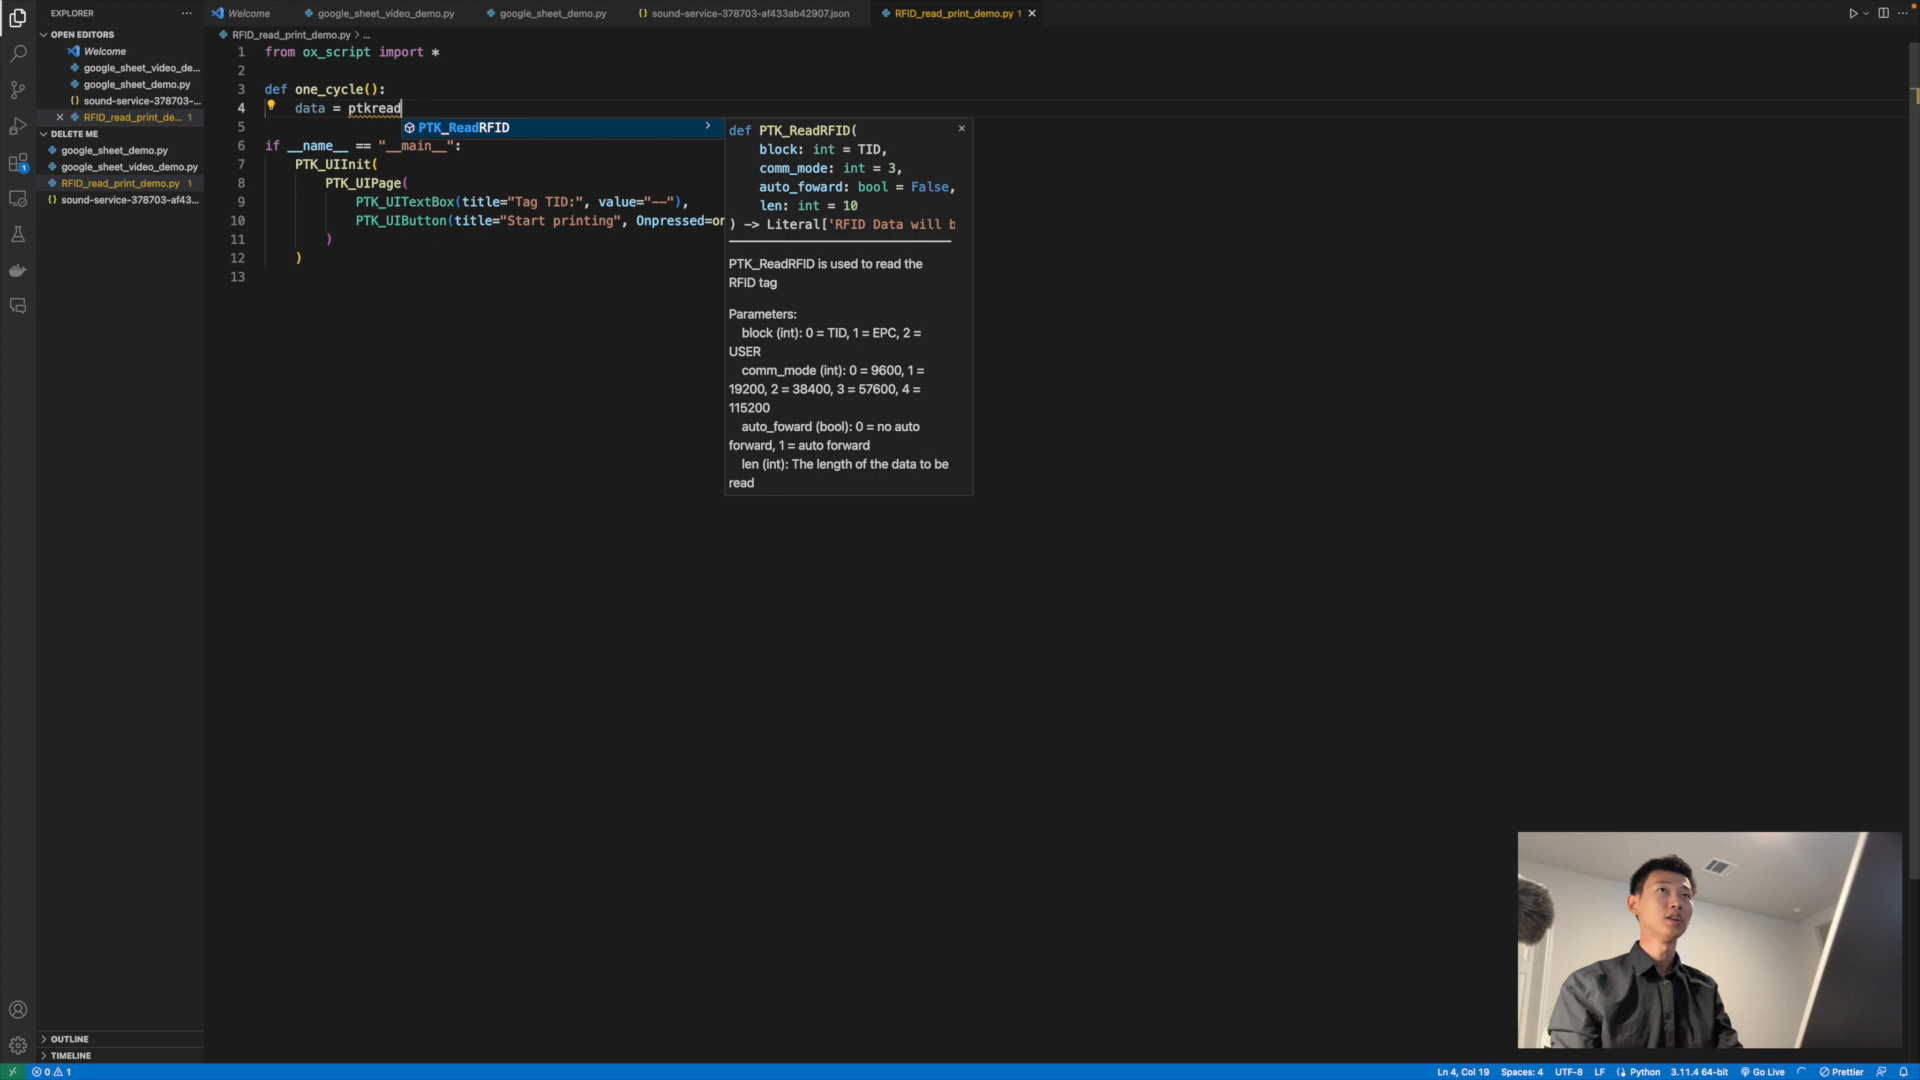 EXPLORER
OPEN EDITORS
Welcome
google_sheet_video_de...
google_sheet_demo.py
sound-service-378703-...
RFID_read_print_de... 1
DELETE ME
google_sheet_demo.py
google_sheet_video_demo.py
RFID_read_print_demo.py 1
sound-service-378703-af43...
OUTLINE
TIMELINE
Welcome
google_sheet_video_demo.py
google_sheet_demo.py
sound-service-378703-af433ab42907.json
RFID_read_print_demo.py 1
RFID_read_print_demo.py > ...
1 from ox_script import *
2
3 def one_cycle():
4 data = ptkread
5
6 if __name__ == "__main__":
7 PTK_UIInit(
8 PTK_UIPage(
9 PTK_UITextBox(title="Tag TID:", value="--"),
10 PTK_UIButton(title="Start printing", Onpressed=on
11 )
12 )
13
PTK_ReadRFID
def PTK_ReadRFID(
block: int = TID,
comm_mode: int = 3,
auto_foward: bool = False,
len: int = 10
) -> Literal['RFID Data will b
PTK_ReadRFID is used to read the
RFID tag
Parameters:
block (int): 0 = TID, 1 = EPC, 2 =
USER
comm_mode (int): 0 = 9600, 1 =
19200, 2 = 38400, 3 = 57600, 4 =
115200
auto_foward (bool): 0 = no auto
forward, 1 = auto forward
len (int): The length of the data to be
read
1
0 1
Ln 4, Col 19 Spaces: 4 UTF-8 LF Python 3.11.4 64-bit Go Live Prettier